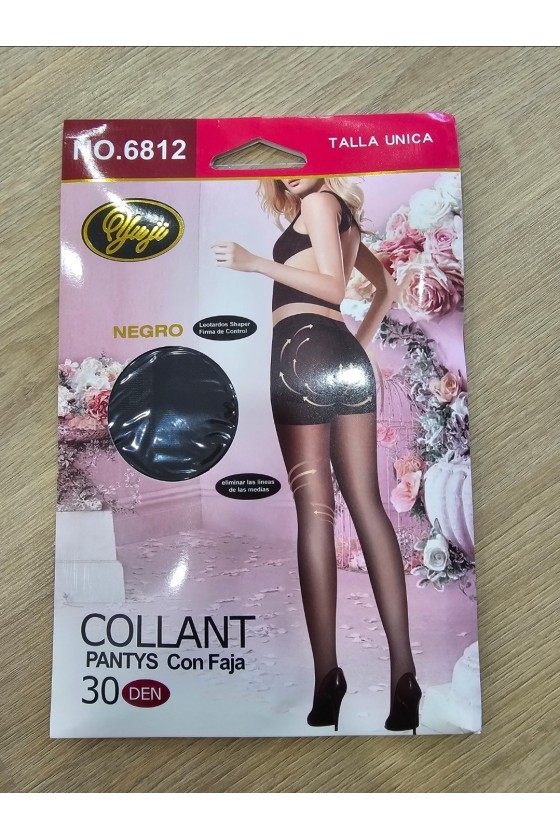 NO.6812
TALLA UNICA
Yuju
NEGRO
Leotardos Shaper
Firma de Control
eliminar las lineas
de las medias
COLLANT
PANTYS Con Faja
30 DEN